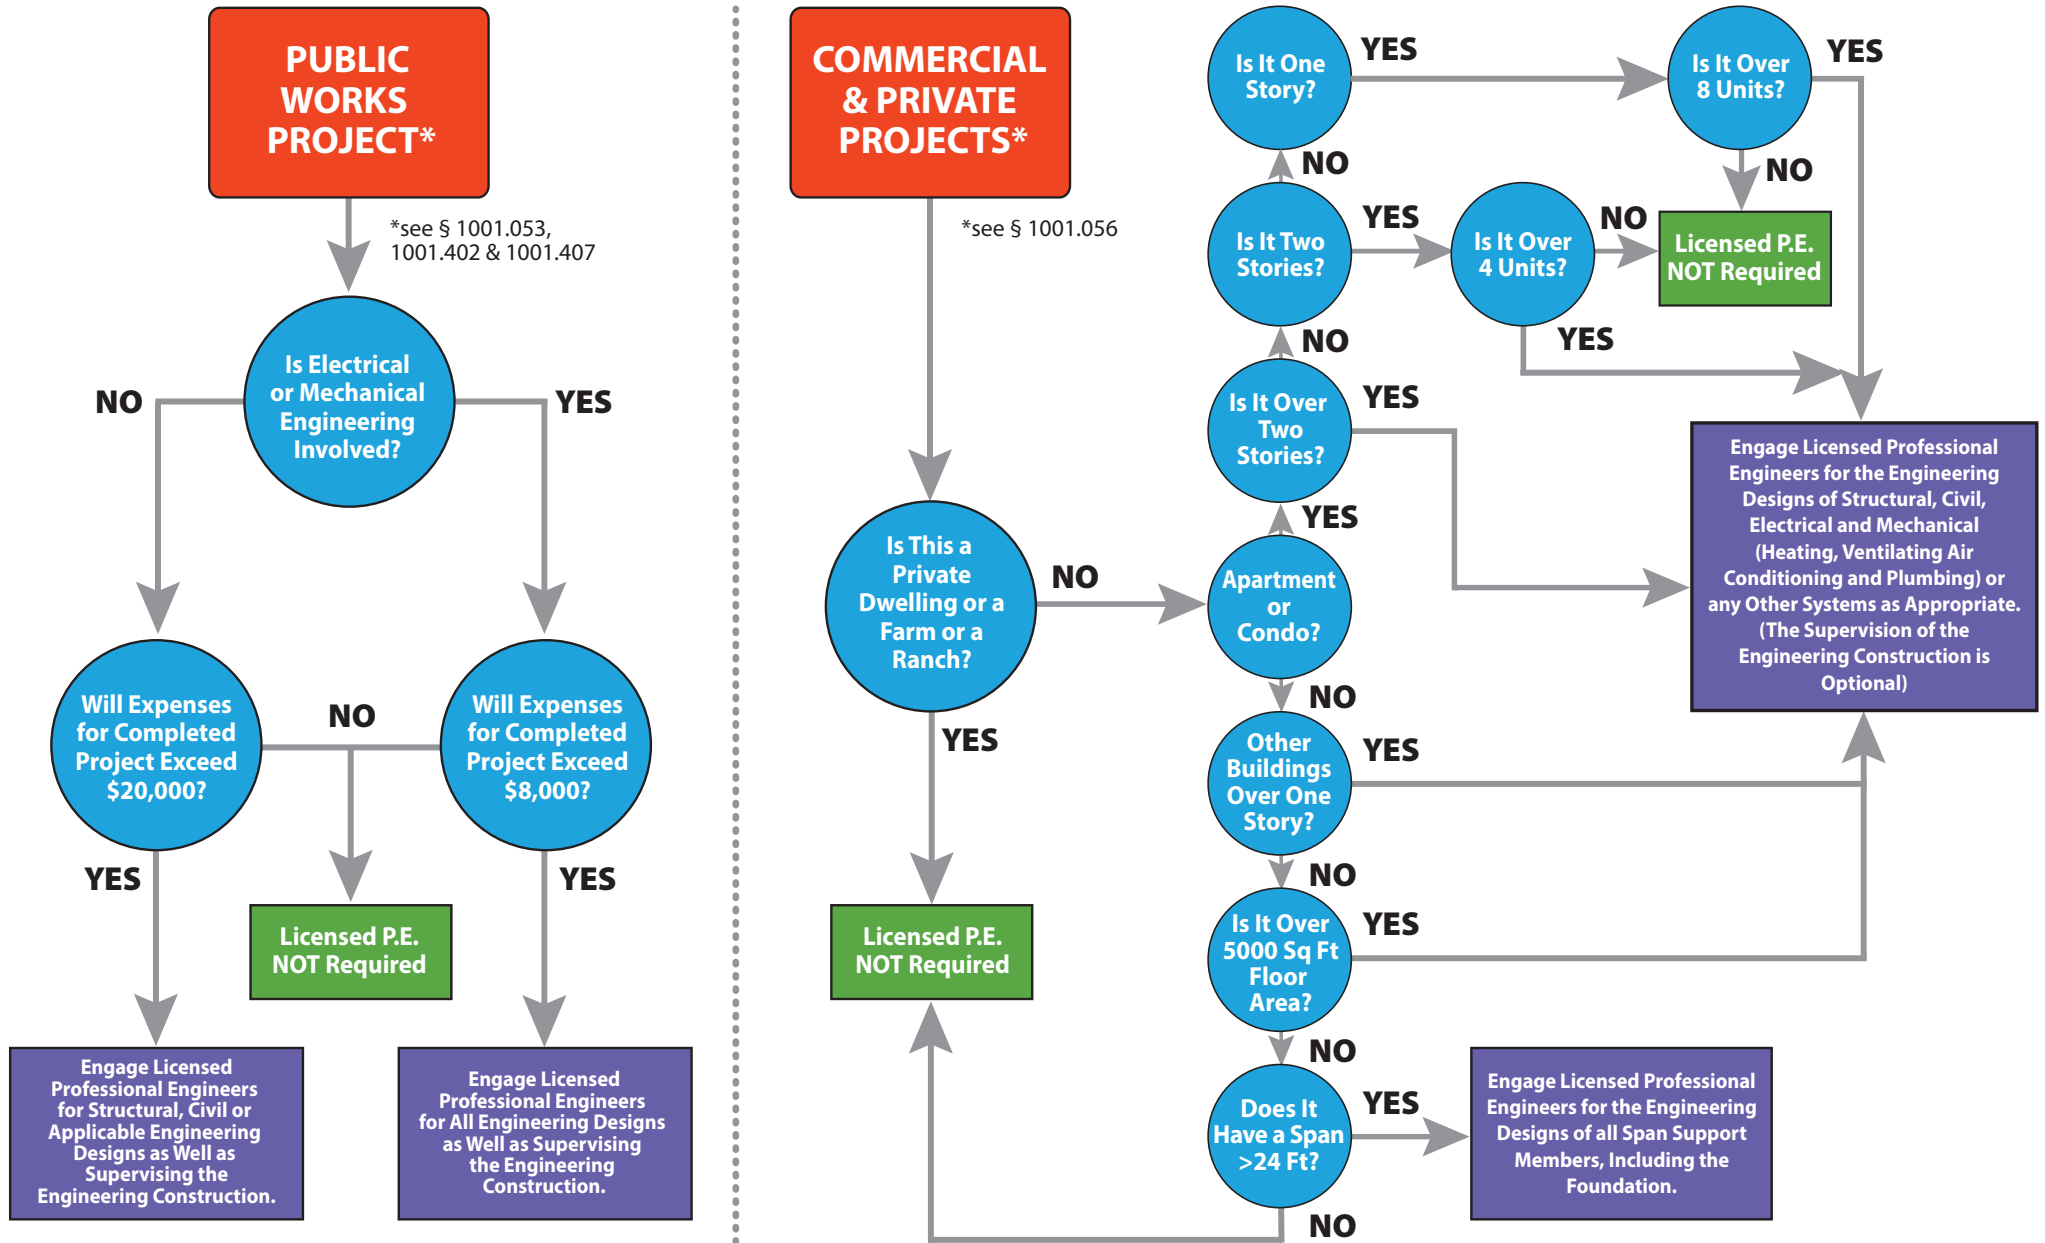 PUBLIC
WORKS
PROJECT*
*see § 1001.053,
1001.402 & 1001.407
Is Electrical
or Mechanical
Engineering
Involved?
NO
YES
Will Expenses
for Completed
Project Exceed
$20,000?
NO
Will Expenses
for Completed
Project Exceed
$8,000?
YES
YES
Licensed P.E.
NOT Required
Engage Licensed
Professional Engineers
for Structural, Civil or
Applicable Engineering
Designs as Well as
Supervising the
Engineering Construction.
Engage Licensed
Professional Engineers
for All Engineering Designs
as Well as Supervising
the Engineering
Construction.
COMMERCIAL
& PRIVATE
PROJECTS*
*see § 1001.056
Is This a
Private
Dwelling or a
Farm or a
Ranch?
NO
YES
Licensed P.E.
NOT Required
Is It One
Story?
YES
Is It Over
8 Units?
YES
NO
NO
Is It Two
Stories?
YES
Is It Over
4 Units?
NO
Licensed P.E.
NOT Required
YES
NO
Is It Over
Two
Stories?
YES
YES
Apartment
or
Condo?
NO
Other
Buildings
Over One
Story?
YES
NO
Is It Over
5000 Sq Ft
Floor
Area?
YES
NO
Does It
Have a Span
>24 Ft?
YES
NO
Engage Licensed Professional
Engineers for the Engineering
Designs of Structural, Civil,
Electrical and Mechanical
(Heating, Ventilating Air
Conditioning and Plumbing) or
any Other Systems as Appropriate.
(The Supervision of the
Engineering Construction is
Optional)
Engage Licensed Professional
Engineers for the Engineering
Designs of all Span Support
Members, Including the
Foundation.